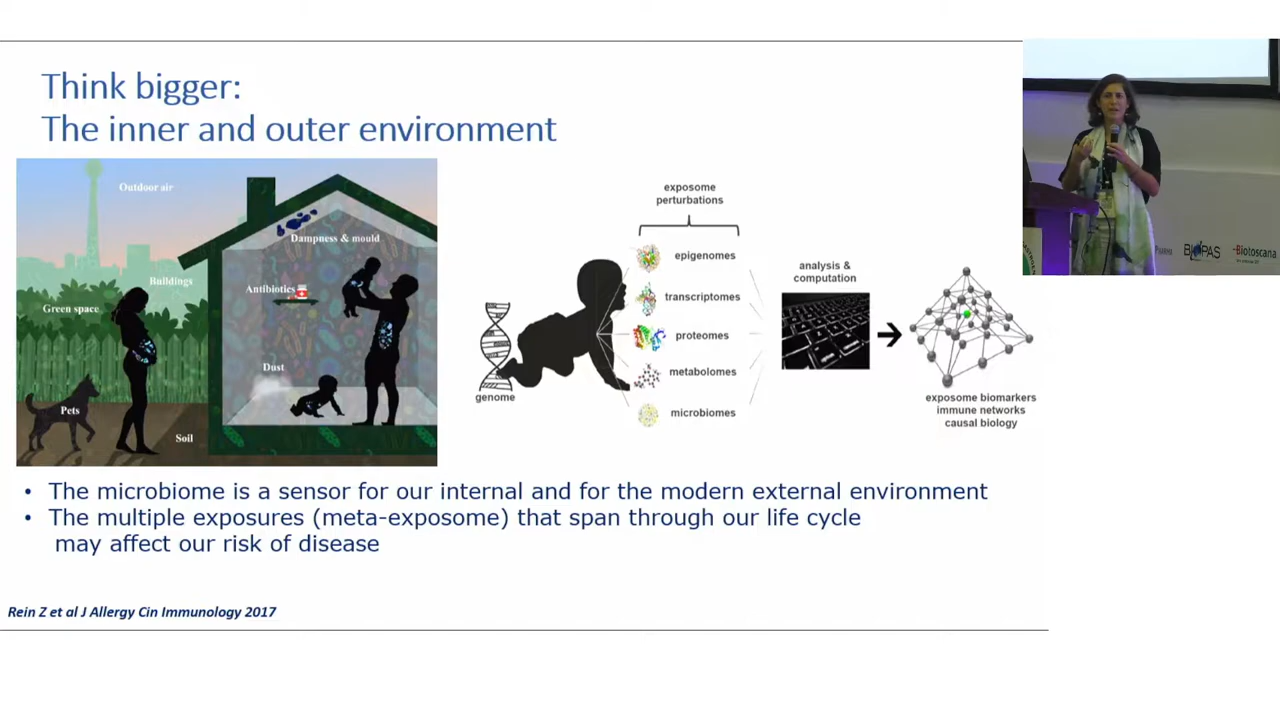 Think bigger:
The inner and outer environment
Outdoor air
Dampness & mould
Buildings
Antibiotics
Green space
Dust
Pets
Soil
exposome
perturbations
epigenomes
transcriptomes
proteomes
metabolomes
microbiomes
genome
analysis &
computation
exposome biomarkers
immune networks
causal biology
• The microbiome is a sensor for our internal and for the modern external environment
• The multiple exposures (meta-exposome) that span through our life cycle
may affect our risk of disease
Rein Z et al J Allergy Cin Immunology 2017
BIOPAS
Biotoscana